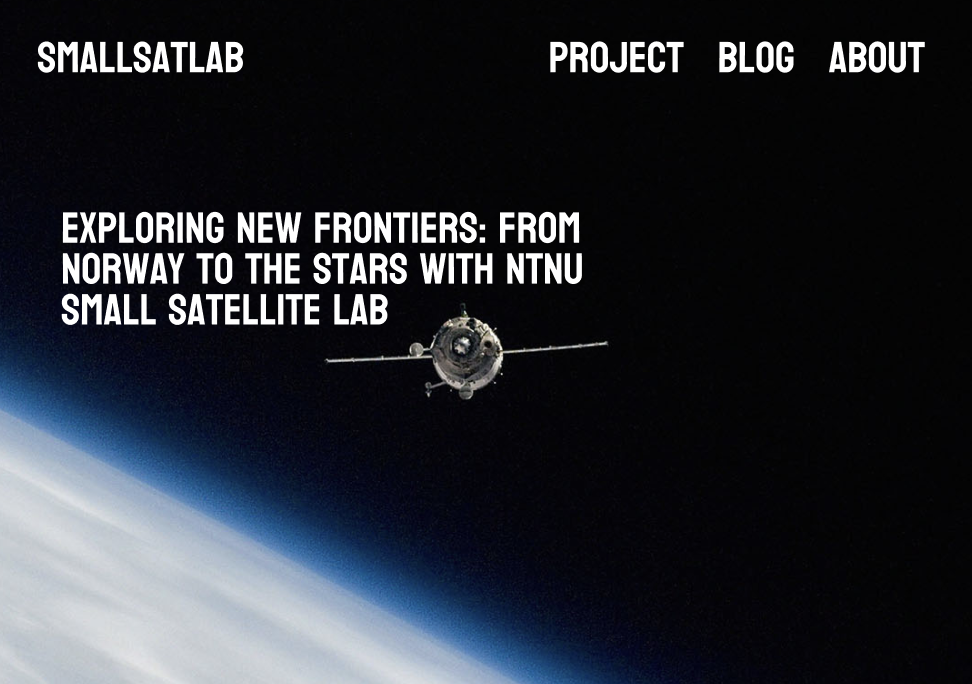 SMALLSATLAB
PROJECT BLOG ABOUT
EXPLORING NEW FRONTIERS: FROM
NORWAY TO THE STARS WITH NTNU
SMALL SATELLITE LAB